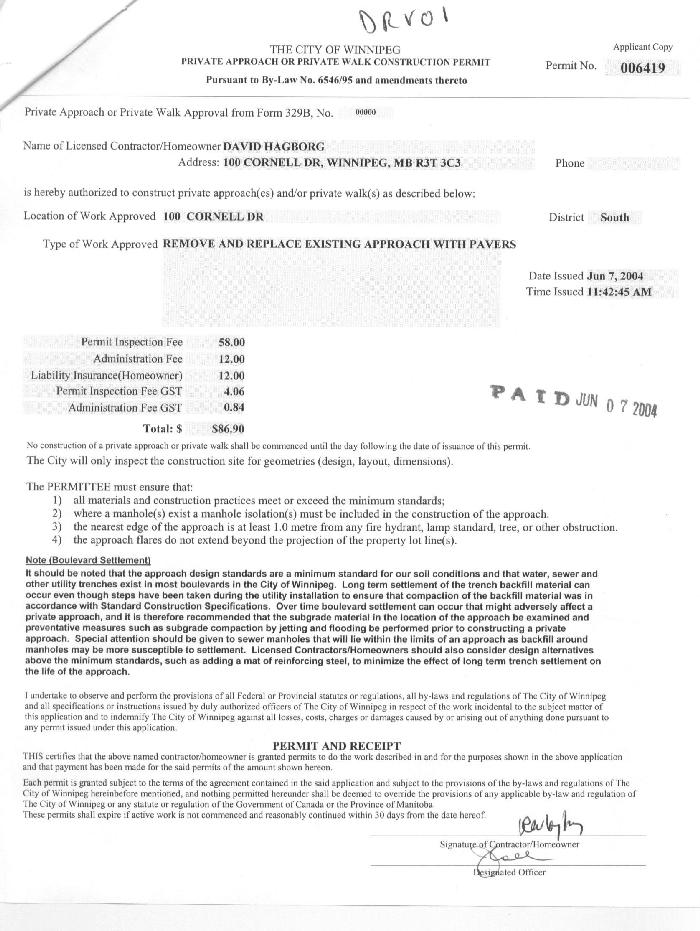 DRV01
THE CITY OF WINNIPEG
PRIVATE APPROACH OR PRIVATE WALK CONSTRUCTION PERMIT
Pursuant to By-Law No. 6546/95 and amendments thereto
Applicant Copy
Permit No. 006419
Private Approach or Private Walk Approval from Form 329B, No. 00000
Name of Licensed Contractor/Homeowner DAVID HAGBORG
Address: 100 CORNELL DR, WINNIPEG, MB R3T 3C3 Phone
is hereby authorized to construct private approach(es) and/or private walk(s) as described below:
Location of Work Approved 100 CORNELL DR District South
Type of Work Approved REMOVE AND REPLACE EXISTING APPROACH WITH PAVERS
Date Issued Jun 7, 2004
Time Issued 11:42:45 AM
Permit Inspection Fee 58.00
Administration Fee 12.00
Liability Insurance(Homeowner) 12.00
Permit Inspection Fee GST 4.06
Administration Fee GST 0.84
Total: $ $86.90
PAID JUN 07 2004
No construction of a private approach or private walk shall be commenced until the day following the date of issuance of this permit.
The City will only inspect the construction site for geometries (design, layout, dimensions).
The PERMITTEE must ensure that:
1) all materials and construction practices meet or exceed the minimum standards;
2) where a manhole(s) exist a manhole isolation(s) must be included in the construction of the approach.
3) the nearest edge of the approach is at least 1.0 metre from any fire hydrant, lamp standard, tree, or other obstruction.
4) the approach flares do not extend beyond the projection of the property lot line(s).
Note (Boulevard Settlement)
It should be noted that the approach design standards are a minimum standard for our soil conditions and that water, sewer and
other utility trenches exist in most boulevards in the City of Winnipeg. Long term settlement of the trench backfill material can
occur even though steps have been taken during the utility installation to ensure that compaction of the backfill material was in
accordance with Standard Construction Specifications. Over time boulevard settlement can occur that might adversely affect a
private approach, and it is therefore recommended that the subgrade material in the location of the approach be examined and
preventative measures such as subgrade compaction by jetting and flooding be performed prior to constructing a private
approach. Special attention should be given to sewer manholes that will lie within the limits of an approach as backfill around
manholes may be more susceptible to settlement. Licensed Contractors/Homeowners should also consider design alternatives
above the minimum standards, such as adding a mat of reinforcing steel, to minimize the effect of long term trench settlement on
the life of the approach.
I undertake to observe and perform the provisions of all Federal or Provincial statutes or regulations, all by-laws and regulations of The City of Winnipeg
and all specifications or instructions issued by duly authorized officers of The City of Winnipeg in respect of the work incidental to the subject matter of
this application and to indemnify The City of Winnipeg against all losses, costs, charges or damages caused by or arising out of anything done pursuant to
any permit issued under this application.
PERMIT AND RECEIPT
THIS certifies that the above named contractor/homeowner is granted permits to do the work described in and for the purposes shown in the above application
and that payment has been made for the said permits of the amount shown hereon.
Each permit is granted subject to the terms of the agreement contained in the said application and subject to the provisions of the by-laws and regulations of The
City of Winnipeg hereinbefore mentioned, and nothing permitted hereunder shall be deemed to override the provisions of any applicable by-law and regulation of
The City of Winnipeg or any statute or regulation of the Government of Canada or the Province of Manitoba.
These permits shall expire if active work is not commenced and reasonably continued within 30 days from the date hereof.
Signature of Contractor/Homeowner
Designated Officer